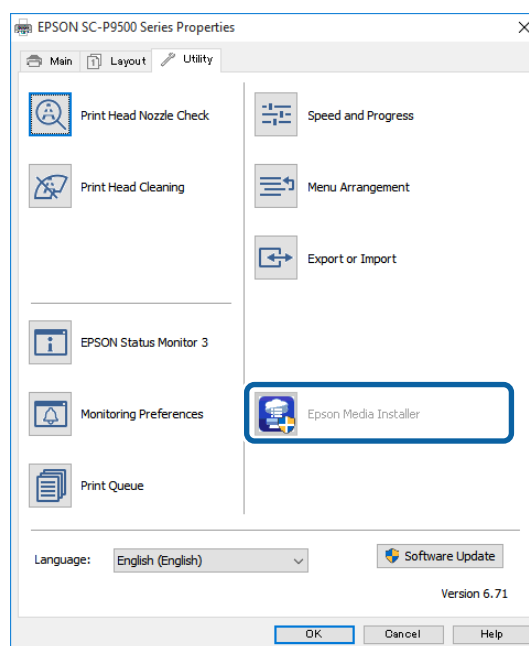 EPSON SC-P9500 Series Properties
Main
Layout
Utility
Print Head Nozzle Check
Speed and Progress
Print Head Cleaning
Menu Arrangement
Export or Import
EPSON Status Monitor 3
Monitoring Preferences
Epson Media Installer
Print Queue
Language: English (English)
Software Update
Version 6.71
OK Cancel Help